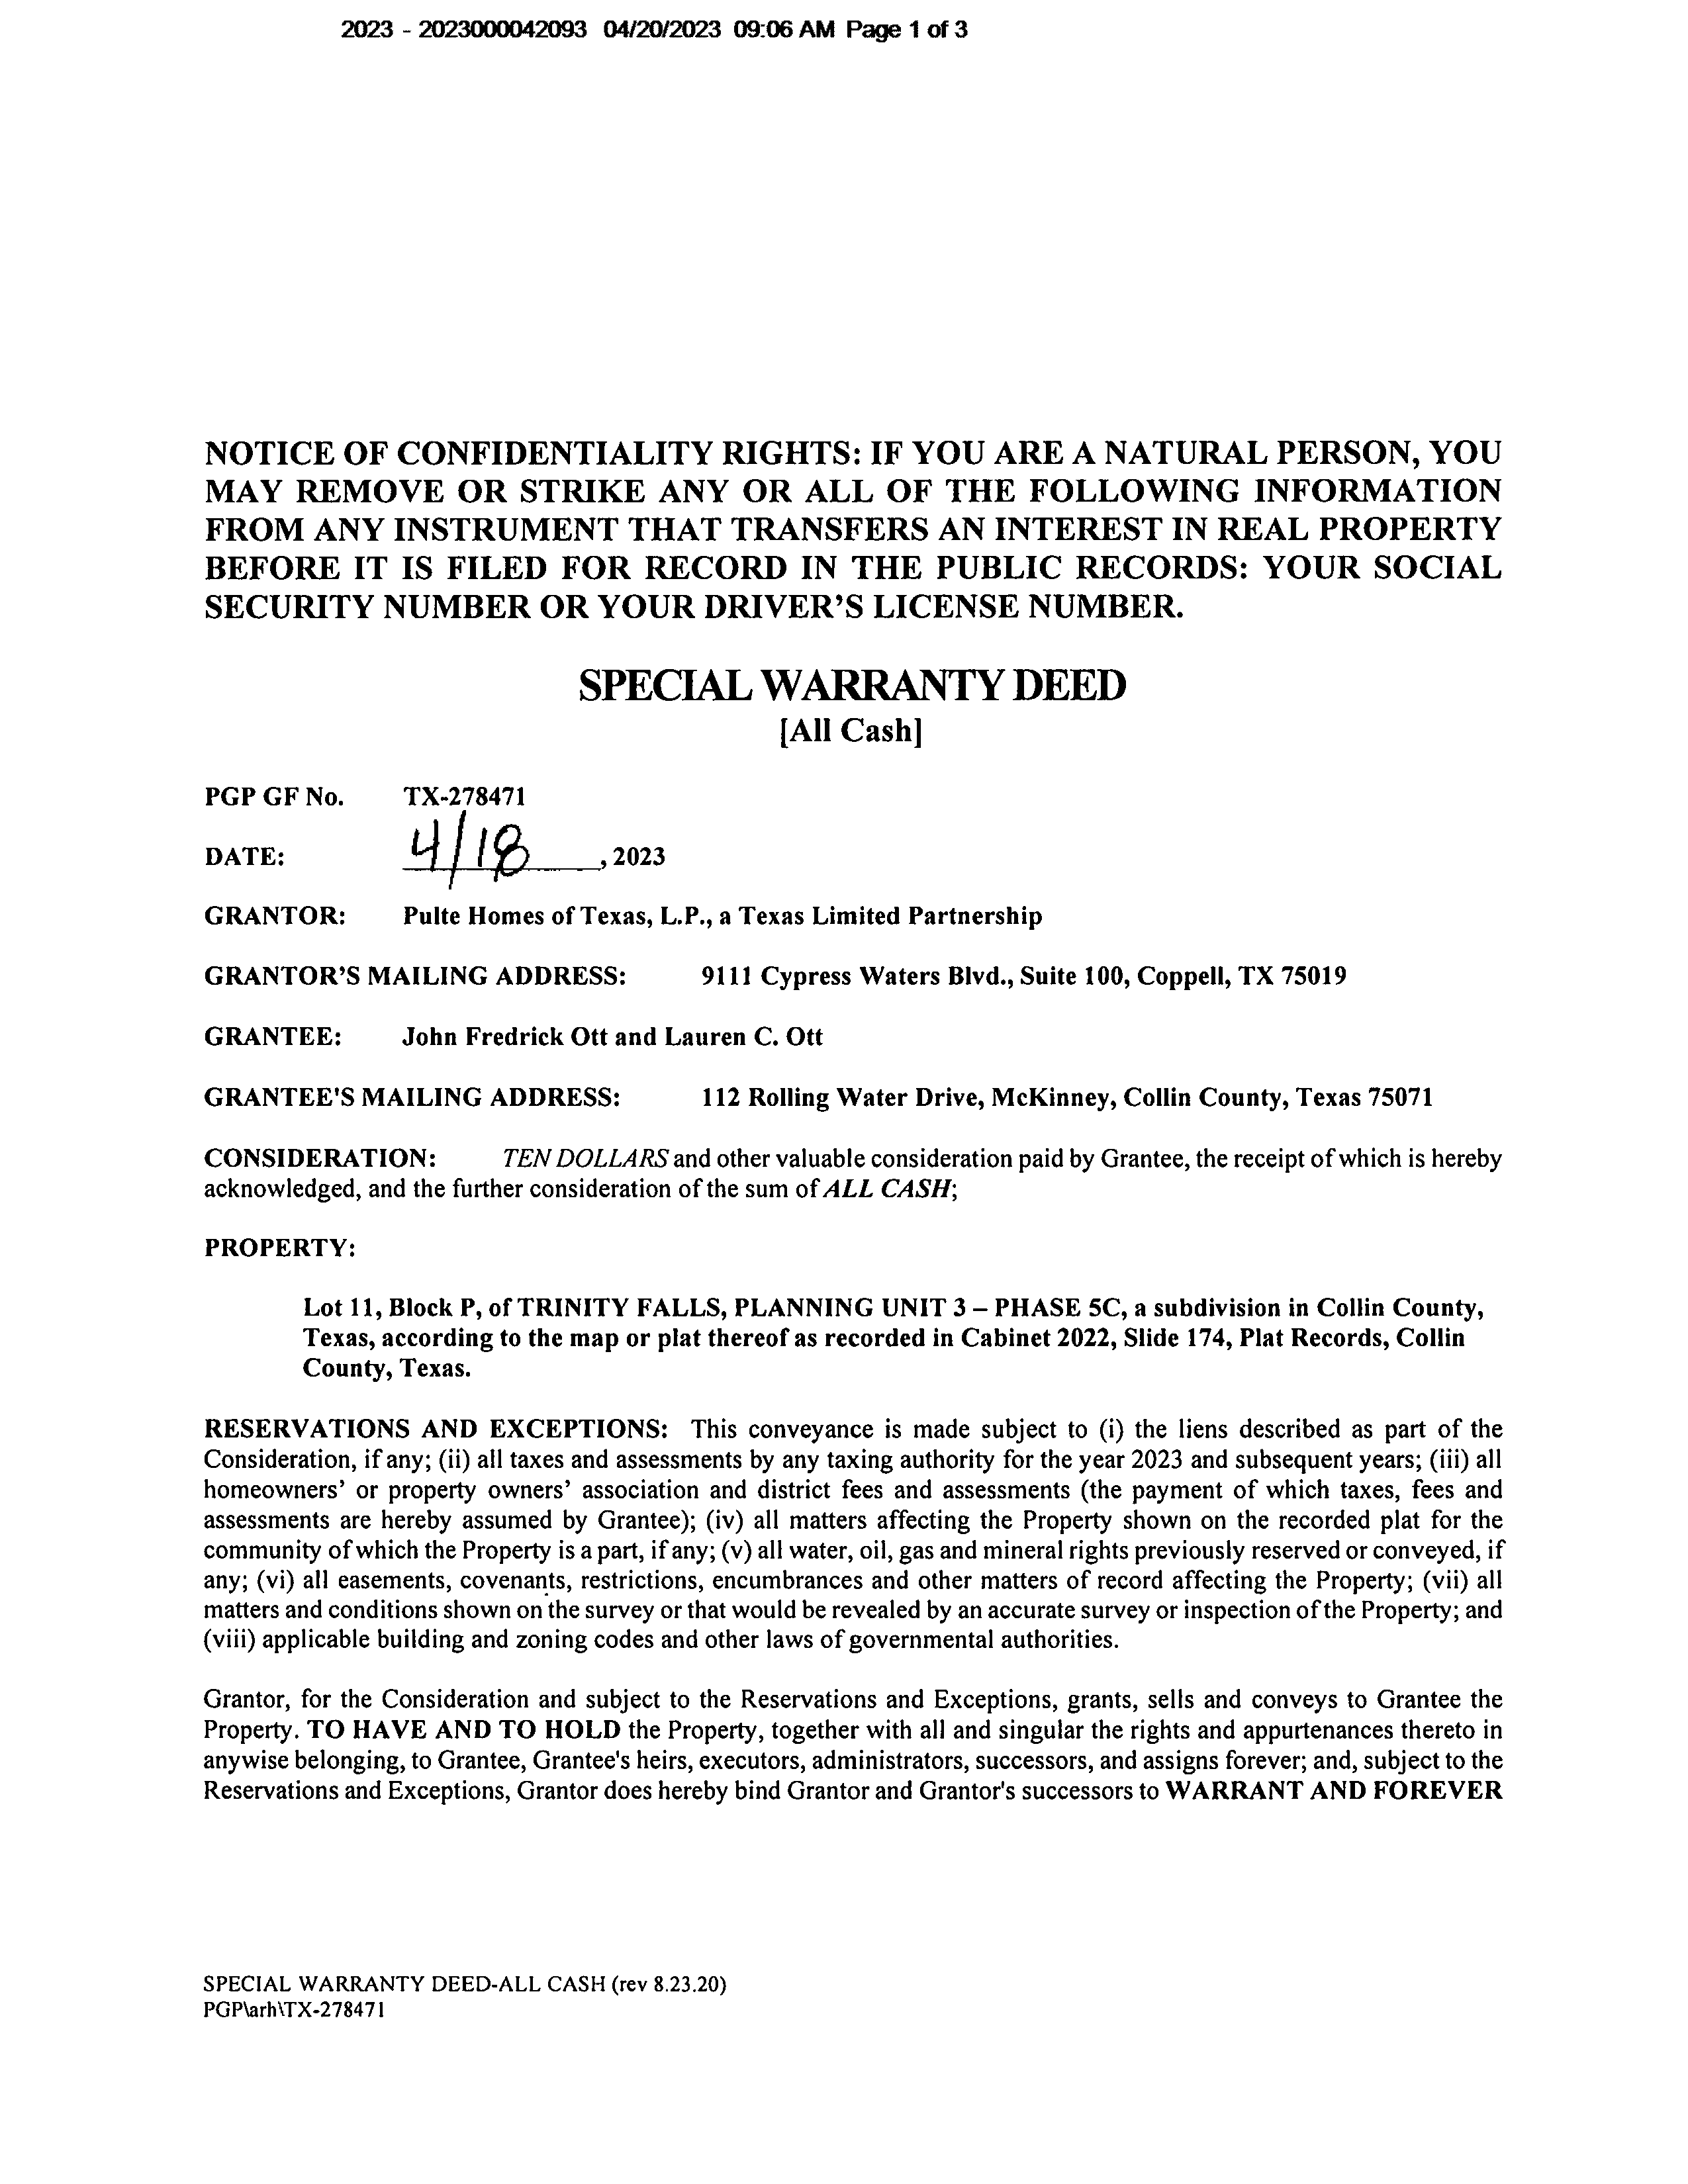 2023 - 2023000042093 04/20/2023 09:06 AM Page 1 of 3
NOTICE OF CONFIDENTIALITY RIGHTS: IF YOU ARE A NATURAL PERSON, YOU
MAY REMOVE OR STRIKE ANY OR ALL OF THE FOLLOWING INFORMATION
FROM ANY INSTRUMENT THAT TRANSFERS AN INTEREST IN REAL PROPERTY
BEFORE IT IS FILED FOR RECORD IN THE PUBLIC RECORDS: YOUR SOCIAL
SECURITY NUMBER OR YOUR DRIVER’S LICENSE NUMBER.
SPECIAL WARRANTY DEED
[All Cash]
PGP GF No. TX-278471
DATE: 4/18, 2023
GRANTOR: Pulte Homes of Texas, L.P., a Texas Limited Partnership
GRANTOR’S MAILING ADDRESS: 9111 Cypress Waters Blvd., Suite 100, Coppell, TX 75019
GRANTEE: John Fredrick Ott and Lauren C. Ott
GRANTEE'S MAILING ADDRESS: 112 Rolling Water Drive, McKinney, Collin County, Texas 75071
CONSIDERATION: TEN DOLLARS and other valuable consideration paid by Grantee, the receipt of which is hereby
acknowledged, and the further consideration of the sum of ALL CASH;
PROPERTY:
Lot 11, Block P, of TRINITY FALLS, PLANNING UNIT 3 – PHASE 5C, a subdivision in Collin County,
Texas, according to the map or plat thereof as recorded in Cabinet 2022, Slide 174, Plat Records, Collin
County, Texas.
RESERVATIONS AND EXCEPTIONS: This conveyance is made subject to (i) the liens described as part of the
Consideration, if any; (ii) all taxes and assessments by any taxing authority for the year 2023 and subsequent years; (iii) all
homeowners’ or property owners’ association and district fees and assessments (the payment of which taxes, fees and
assessments are hereby assumed by Grantee); (iv) all matters affecting the Property shown on the recorded plat for the
community of which the Property is a part, if any; (v) all water, oil, gas and mineral rights previously reserved or conveyed, if
any; (vi) all easements, covenants, restrictions, encumbrances and other matters of record affecting the Property; (vii) all
matters and conditions shown on the survey or that would be revealed by an accurate survey or inspection of the Property; and
(viii) applicable building and zoning codes and other laws of governmental authorities.
Grantor, for the Consideration and subject to the Reservations and Exceptions, grants, sells and conveys to Grantee the
Property. TO HAVE AND TO HOLD the Property, together with all and singular the rights and appurtenances thereto in
anywise belonging, to Grantee, Grantee's heirs, executors, administrators, successors, and assigns forever; and, subject to the
Reservations and Exceptions, Grantor does hereby bind Grantor and Grantor's successors to WARRANT AND FOREVER
SPECIAL WARRANTY DEED-ALL CASH (rev 8.23.20)
PGP\arh\TX-278471